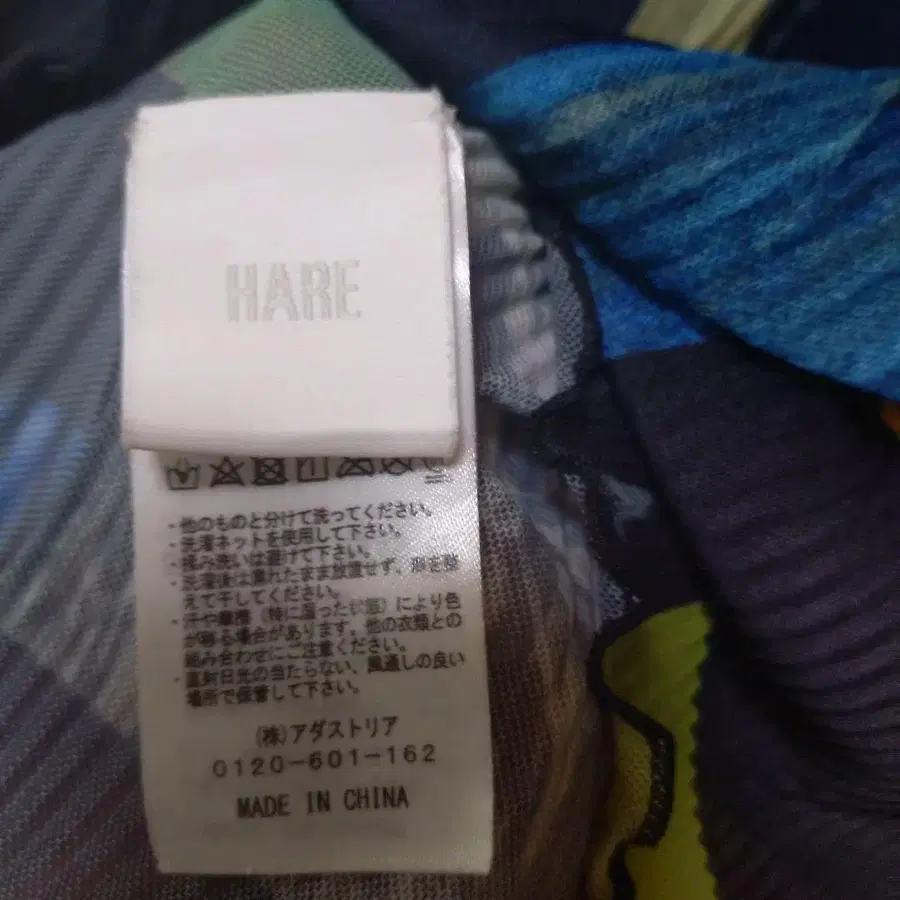 HARE
・他のものと分けて洗ってください。
・洗濯ネットを使用して下さい。
・揉み洗いは避けて下さい。
・洗濯後は濡れたまま放置せず、形を整
えて干してください。
・汗や摩擦（特に湿った状態）により色
が移る場合があります。他の衣類との
組み合わせにご注意ください。
・直射日光の当たらない、風通しの良い
場所で保管して下さい。
(株)アダストリア
0120-601-162
MADE IN CHINA